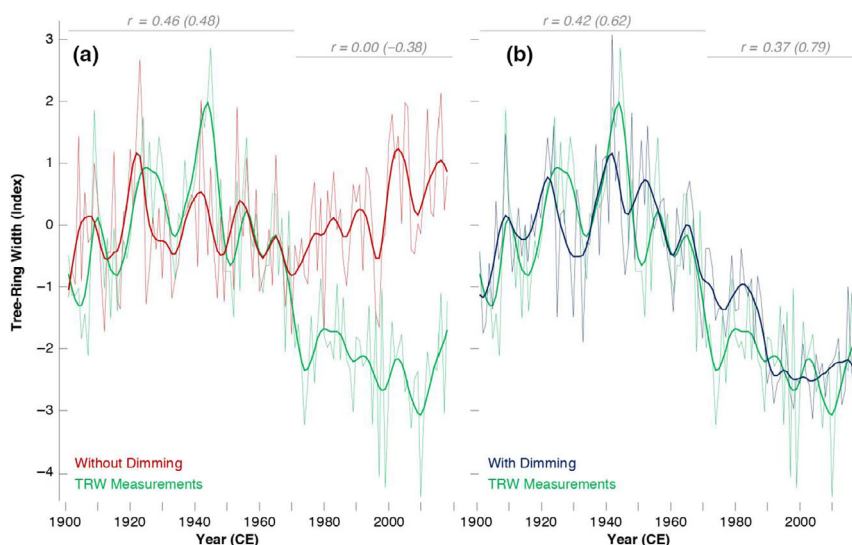 r = 0.46 (0.48)
r = 0.42 (0.62)
(a)
r = 0.00 (−0.38)
(b)
r = 0.37 (0.79)
3
2
1
0
−1
−2
−3
−4
Tree-Ring Width (Index)
Without Dimming
TRW Measurements
With Dimming
TRW Measurements
1900 1920 1940 1960 1980 2000
1900 1920 1940 1960 1980 2000
Year (CE)
Year (CE)